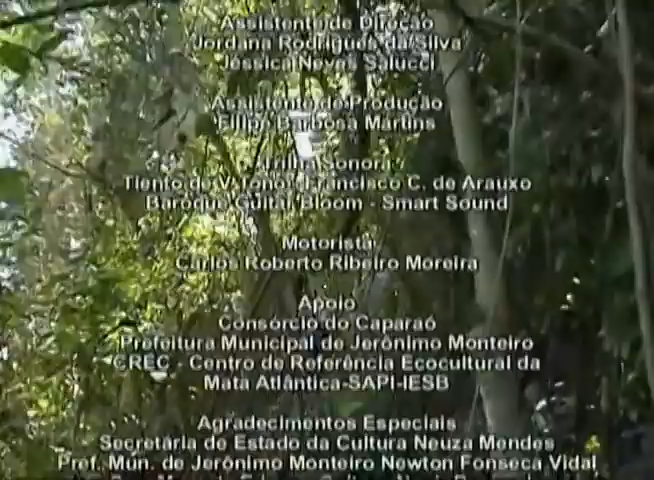 Assistente de Direção
Jordana Rodrigues da Silva
Jéssica Neves Salucci
Assistente de Produção
Filipe Barbosa Martins
Trilha Sonora
Tiento de V Tono - Francisco C. de Arauxo
Baroque Guitar Bloom - Smart Sound
Motorista
Carlos Roberto Ribeiro Moreira
Apoio
Consórcio do Caparaó
Prefeitura Municipal de Jerônimo Monteiro
CREC - Centro de Referência Ecocultural da
Mata Atlântica-SAPI-IESB
Agradecimentos Especiais
Secretária de Estado da Cultura Neuza Mendes
Pref. Mun. de Jerônimo Monteiro Newton Fonseca Vidal